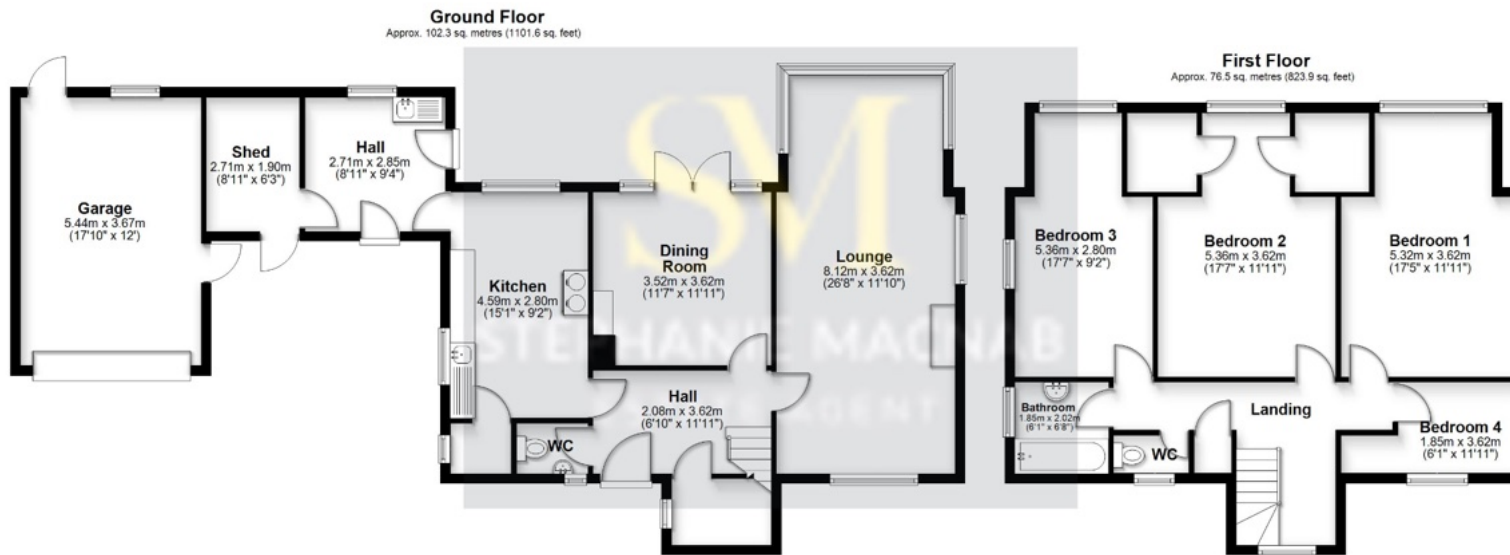 Ground Floor
Approx. 102.3 sq. metres (1101.6 sq. feet)
Garage
5.44m x 3.67m
(17'10" x 12')
Shed
2.71m x 1.90m
(8'11" x 6'3")
Hall
2.71m x 2.85m
(8'11" x 9'4")
Kitchen
4.59m x 2.80m
(15'1" x 9'2")
Dining
Room
3.52m x 3.62m
(11'7" x 11'11")
Lounge
8.12m x 3.62m
(26'8" x 11'10")
Hall
2.08m x 3.62m
(6'10" x 11'11")
WC
First Floor
Approx. 76.5 sq. metres (823.9 sq. feet)
Bedroom 3
5.36m x 2.80m
(17'7" x 9'2")
Bedroom 2
5.36m x 3.62m
(17'7" x 11'11")
Bedroom 1
5.32m x 3.62m
(17'5" x 11'11")
Bathroom
1.85m x 2.02m
(6'1" x 6'8")
WC
Landing
Bedroom 4
1.85m x 3.62m
(6'1" x 11'11")
SM
STEPHANIE MACNAB
AGENT